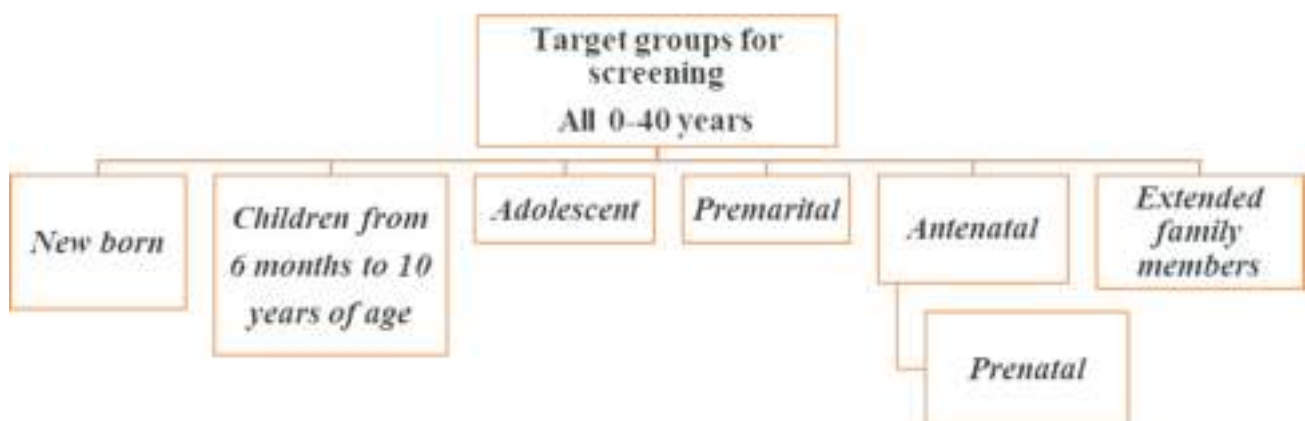 Target groups for
screening
All 0-40 years
New born
Children from
6 months to 10
years of age
Adolescent
Premarital
Antenatal
Extended
family
members
Prenatal